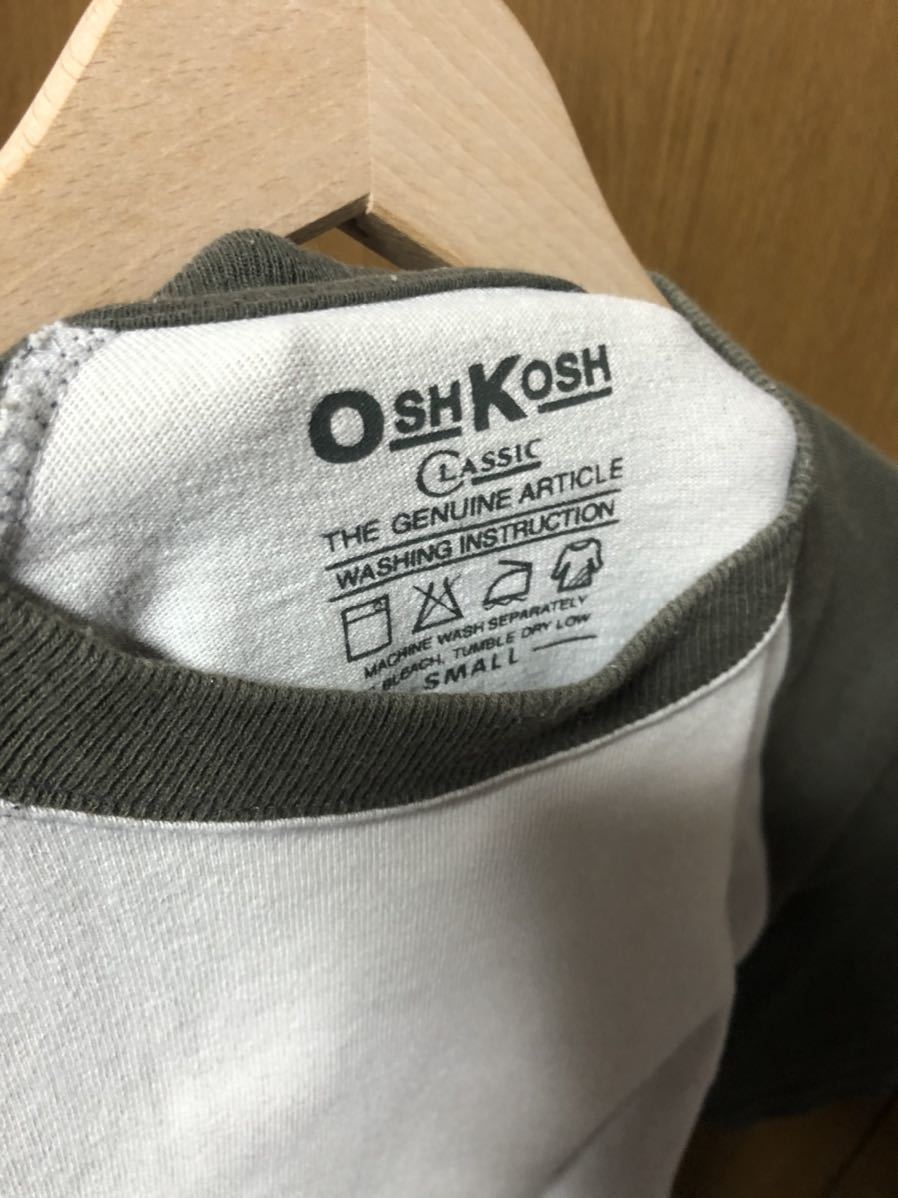 OSHKOSH
CLASSIC
THE GENUINE ARTICLE
WASHING INSTRUCTION
MACHINE WASH SEPARATELY
BLEACH, TUMBLE DRY LOW
SMALL